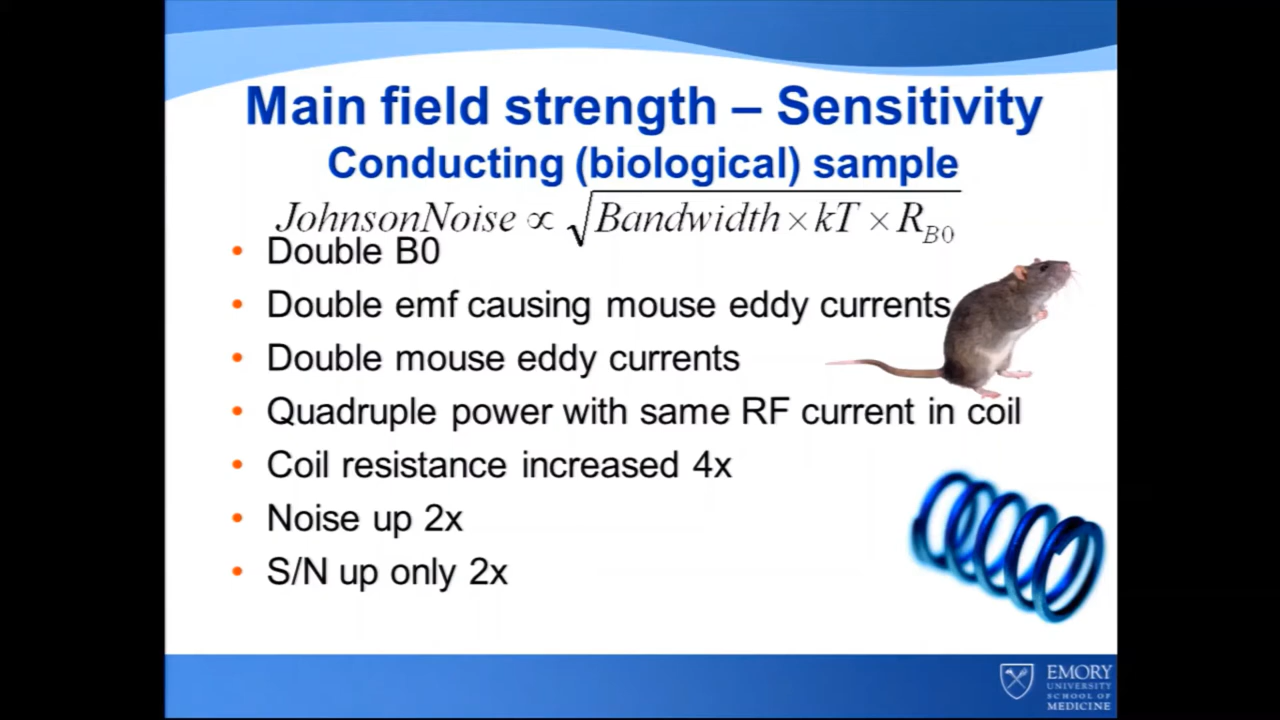 Main field strength – Sensitivity
Conducting (biological) sample
JohnsonNoise ∝ √Bandwidth × kT × R_B0
• Double B0
• Double emf causing mouse eddy currents
• Double mouse eddy currents
• Quadruple power with same RF current in coil
• Coil resistance increased 4x
• Noise up 2x
• S/N up only 2x
EMORY
UNIVERSITY
SCHOOL OF
MEDICINE